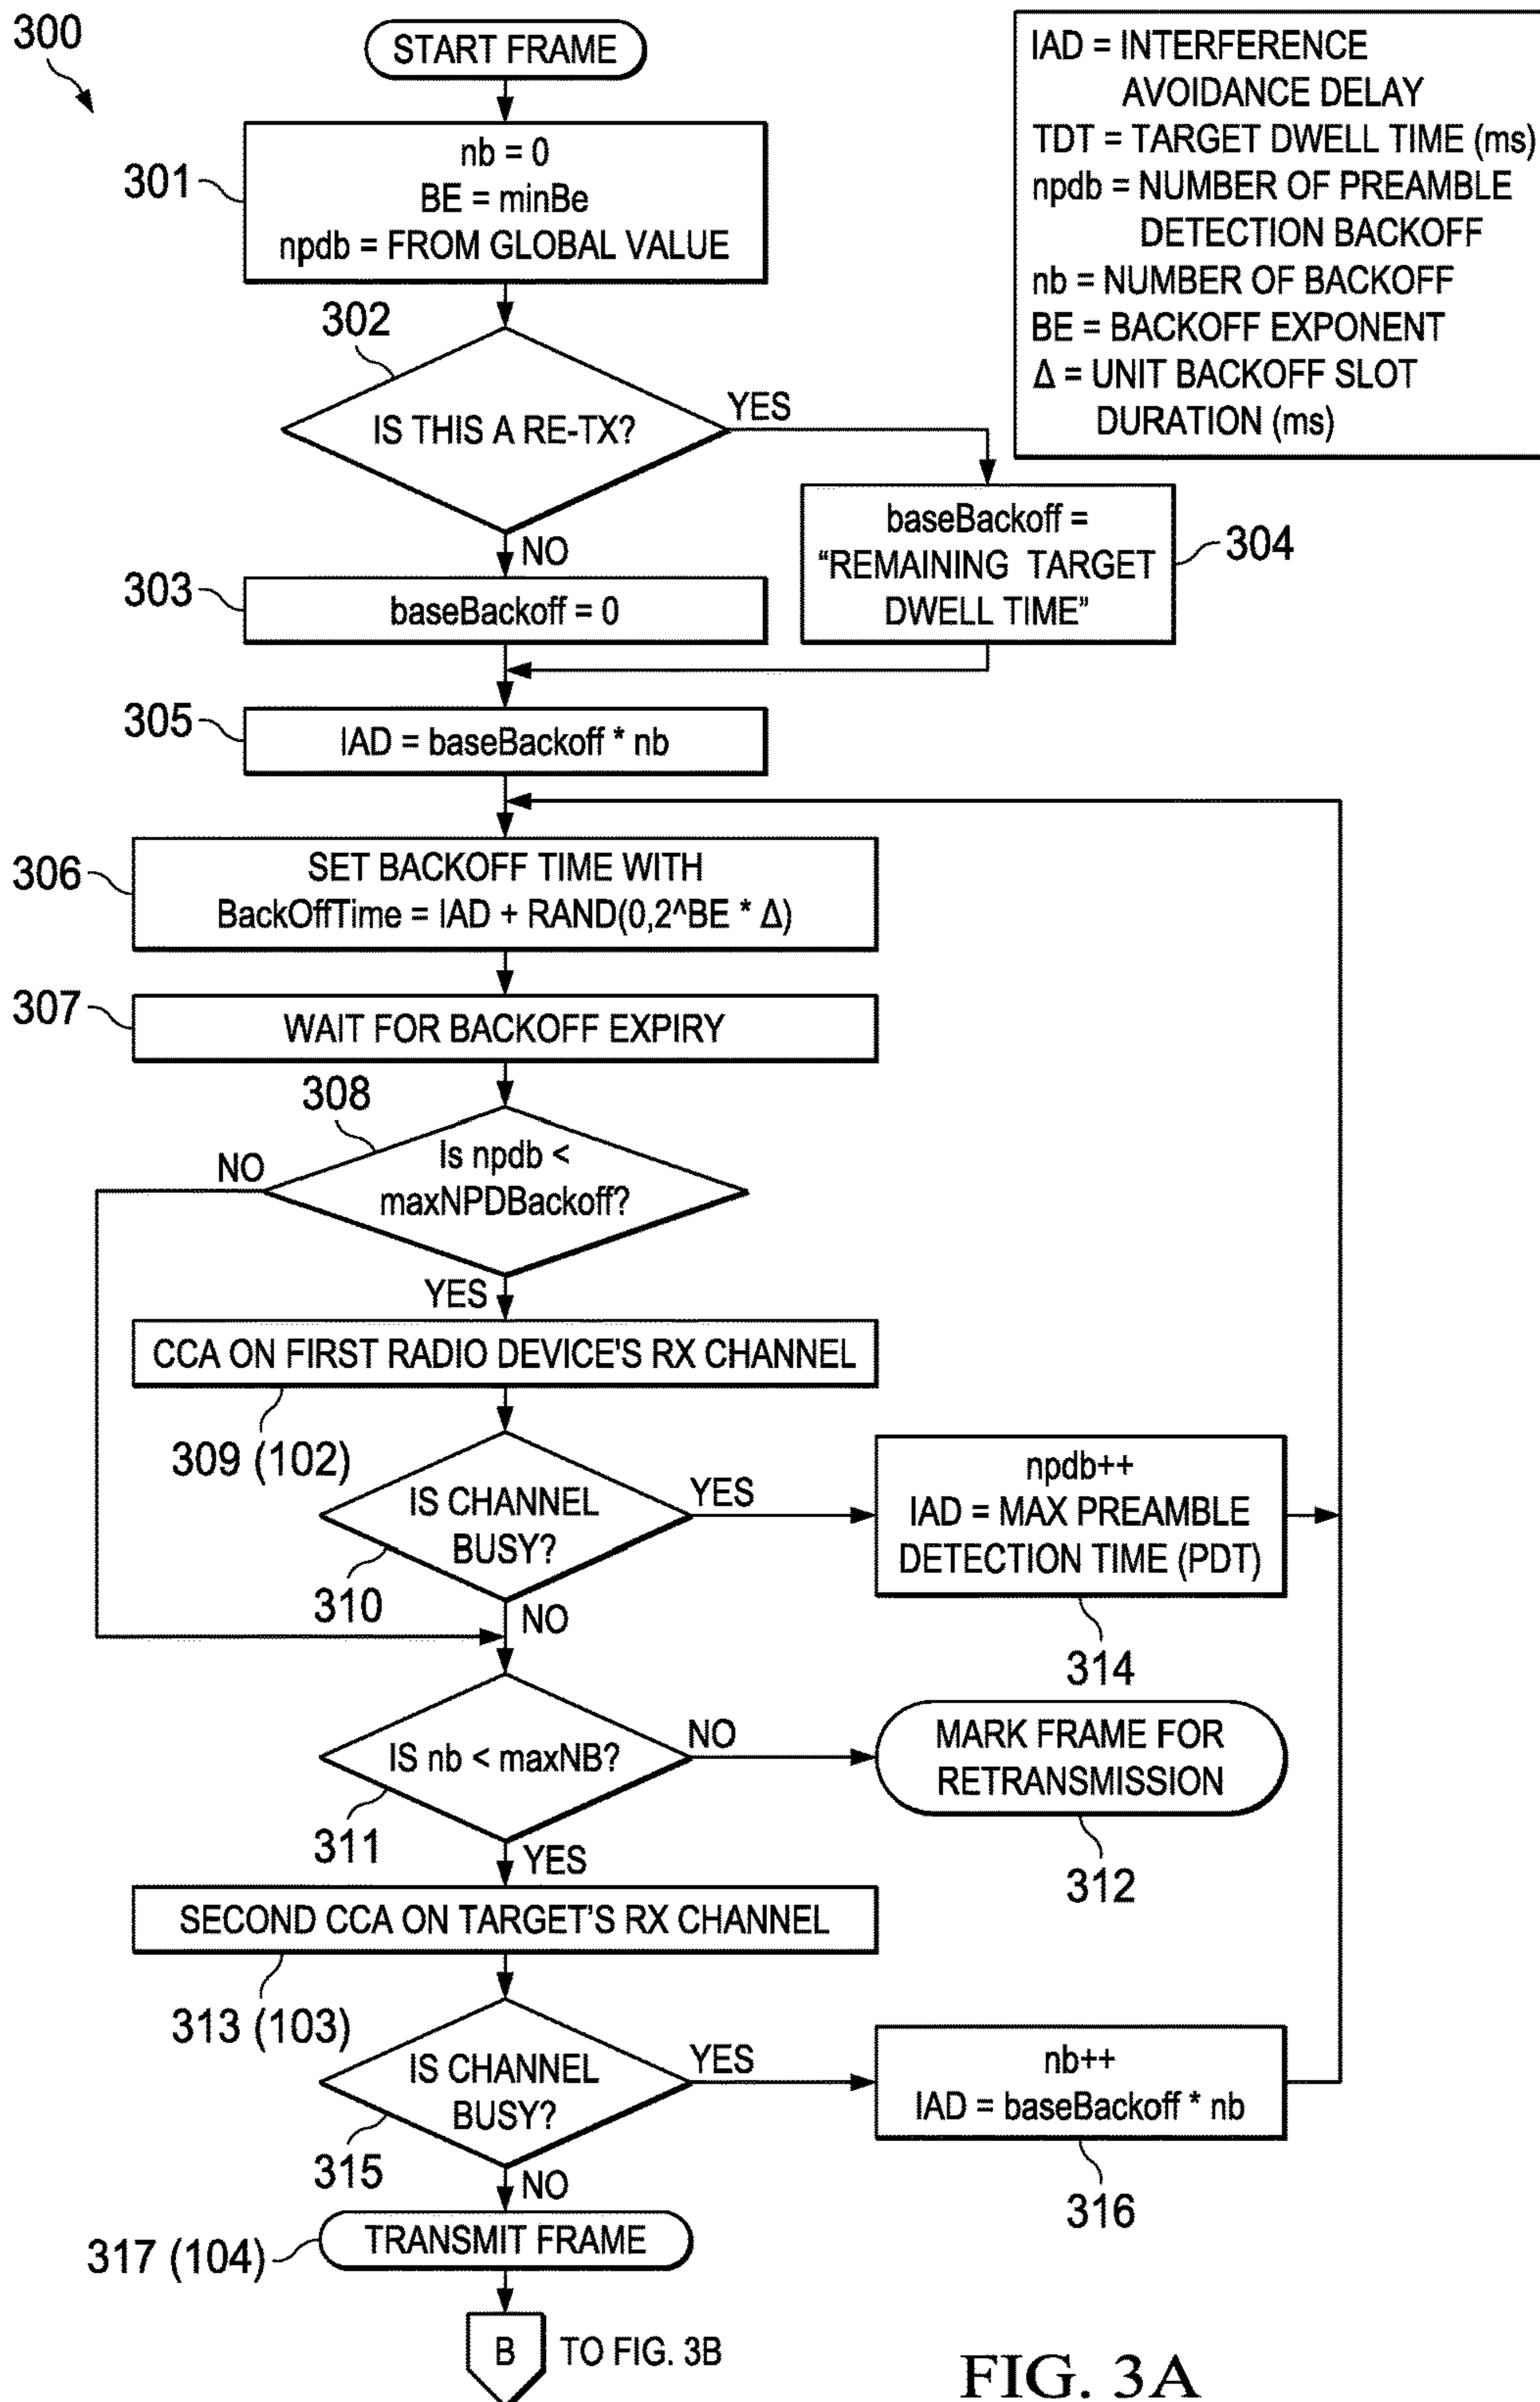 300
START FRAME
IAD = INTERFERENCE
AVOIDANCE DELAY
TDT = TARGET DWELL TIME (ms)
npdb = NUMBER OF PREAMBLE
DETECTION BACKOFF
nb = NUMBER OF BACKOFF
BE = BACKOFF EXPONENT
Δ = UNIT BACKOFF SLOT
DURATION (ms)
301
nb = 0
BE = minBe
npdb = FROM GLOBAL VALUE
302
IS THIS A RE-TX?
YES
NO
baseBackoff =
“REMAINING TARGET
DWELL TIME”
304
303
baseBackoff = 0
305
IAD = baseBackoff * nb
306
SET BACKOFF TIME WITH
BackOffTime = IAD + RAND(0,2^BE * Δ)
307
WAIT FOR BACKOFF EXPIRY
308
Is npdb <
maxNPDBackoff?
NO
YES
CCA ON FIRST RADIO DEVICE'S RX CHANNEL
309 (102)
IS CHANNEL
BUSY?
310
YES
NO
npdb++
IAD = MAX PREAMBLE
DETECTION TIME (PDT)
314
IS nb < maxNB?
311
NO
YES
MARK FRAME FOR
RETRANSMISSION
312
SECOND CCA ON TARGET'S RX CHANNEL
313 (103)
IS CHANNEL
BUSY?
315
YES
NO
nb++
IAD = baseBackoff * nb
316
317 (104)
TRANSMIT FRAME
B
TO FIG. 3B
FIG. 3A